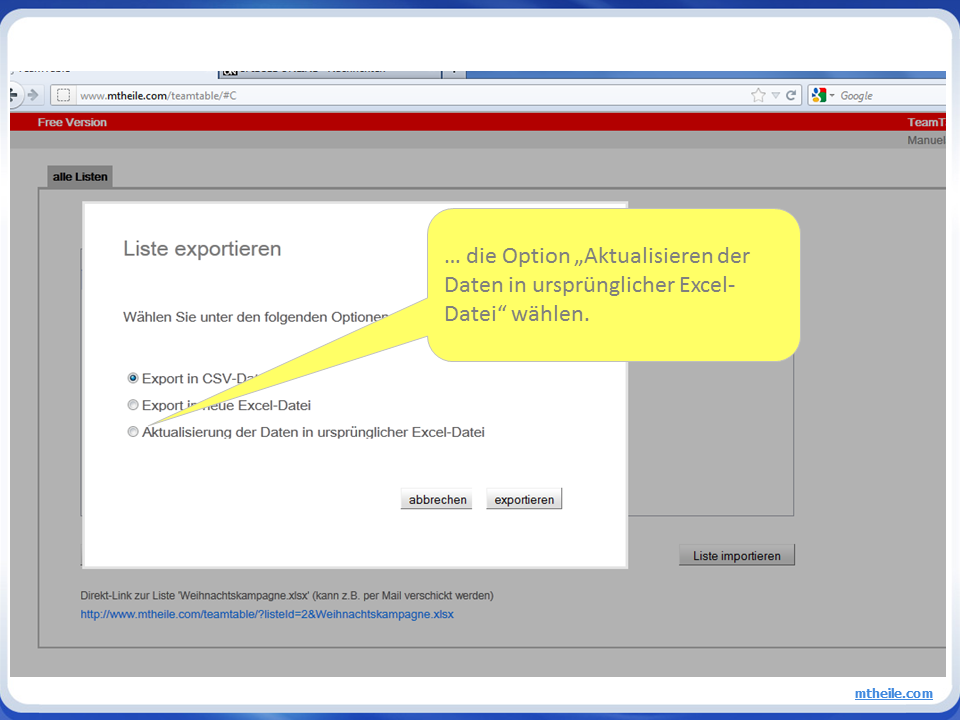 www.mtheile.com/teamtable/#C
Google
Free Version
TeamT
Manuel
alle Listen
Liste exportieren
... die Option „Aktualisieren der
Daten in ursprünglicher Excel-
Datei“ wählen.
Wählen Sie unter den folgenden Optionen
Export in CSV-Dat
Export in neue Excel-Datei
Aktualisierung der Daten in ursprünglicher Excel-Datei
abbrechen
exportieren
Liste importieren
Direkt-Link zur Liste 'Weihnachtskampagne.xlsx' (kann z.B. per Mail verschickt werden)
http://www.mtheile.com/teamtable/?listeId=2&Weihnachtskampagne.xlsx
mtheile.com